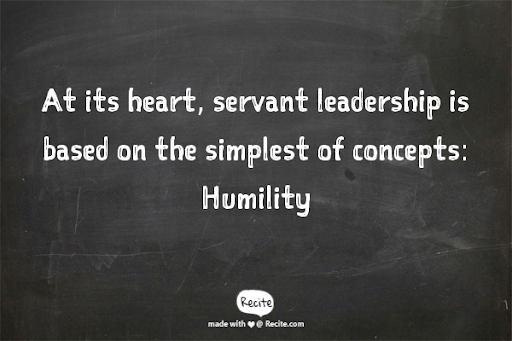 At its heart, servant leadership is
based on the simplest of concepts:
Humility
Recite
made with ♥ @ Recite.com